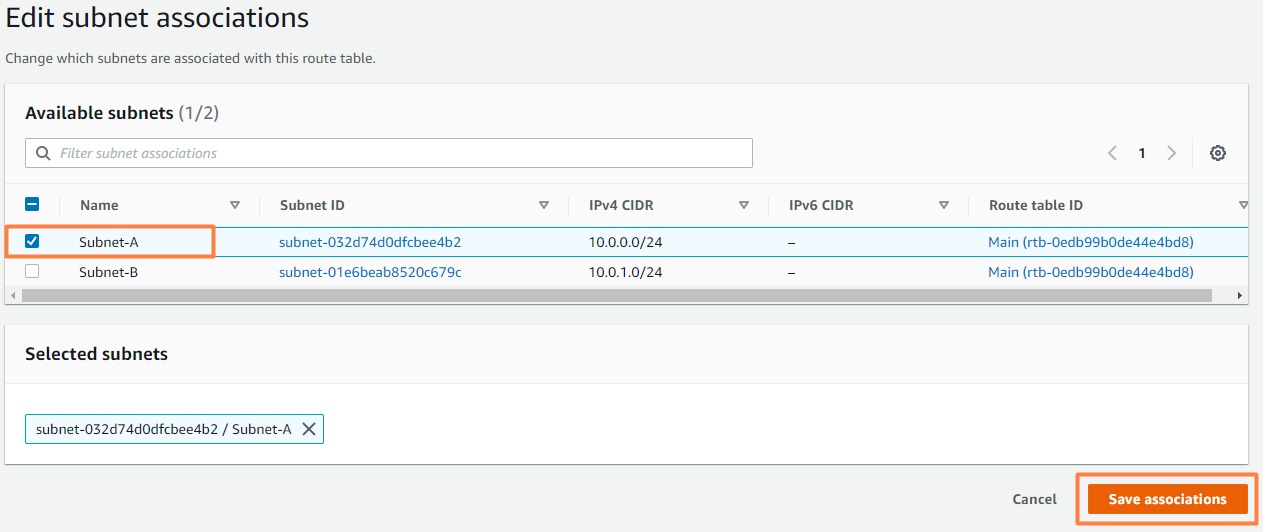 Edit subnet associations
Change which subnets are associated with this route table.
Available subnets (1/2)
Filter subnet associations
1
Name Subnet ID IPv4 CIDR IPv6 CIDR Route table ID
Subnet-A subnet-032d74d0dfcbee4b2 10.0.0.0/24 – Main (rtb-0edb99b0de44e4bd8)
Subnet-B subnet-01e6beab8520c679c 10.0.1.0/24 – Main (rtb-0edb99b0de44e4bd8)
Selected subnets
subnet-032d74d0dfcbee4b2 / Subnet-A
Cancel Save associations